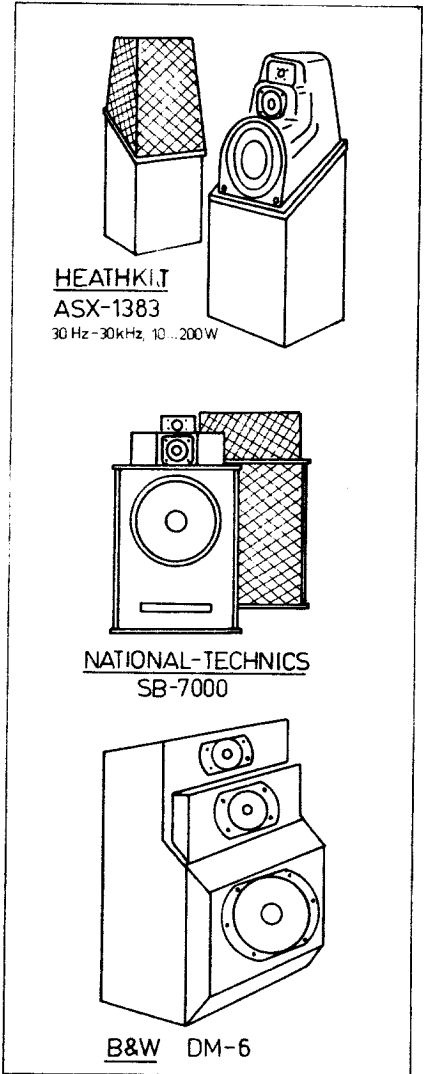 HEATHKIT
ASX-1383
30 Hz-30kHz, 10...200W
NATIONAL-TECHNICS
SB-7000
B&W DM-6